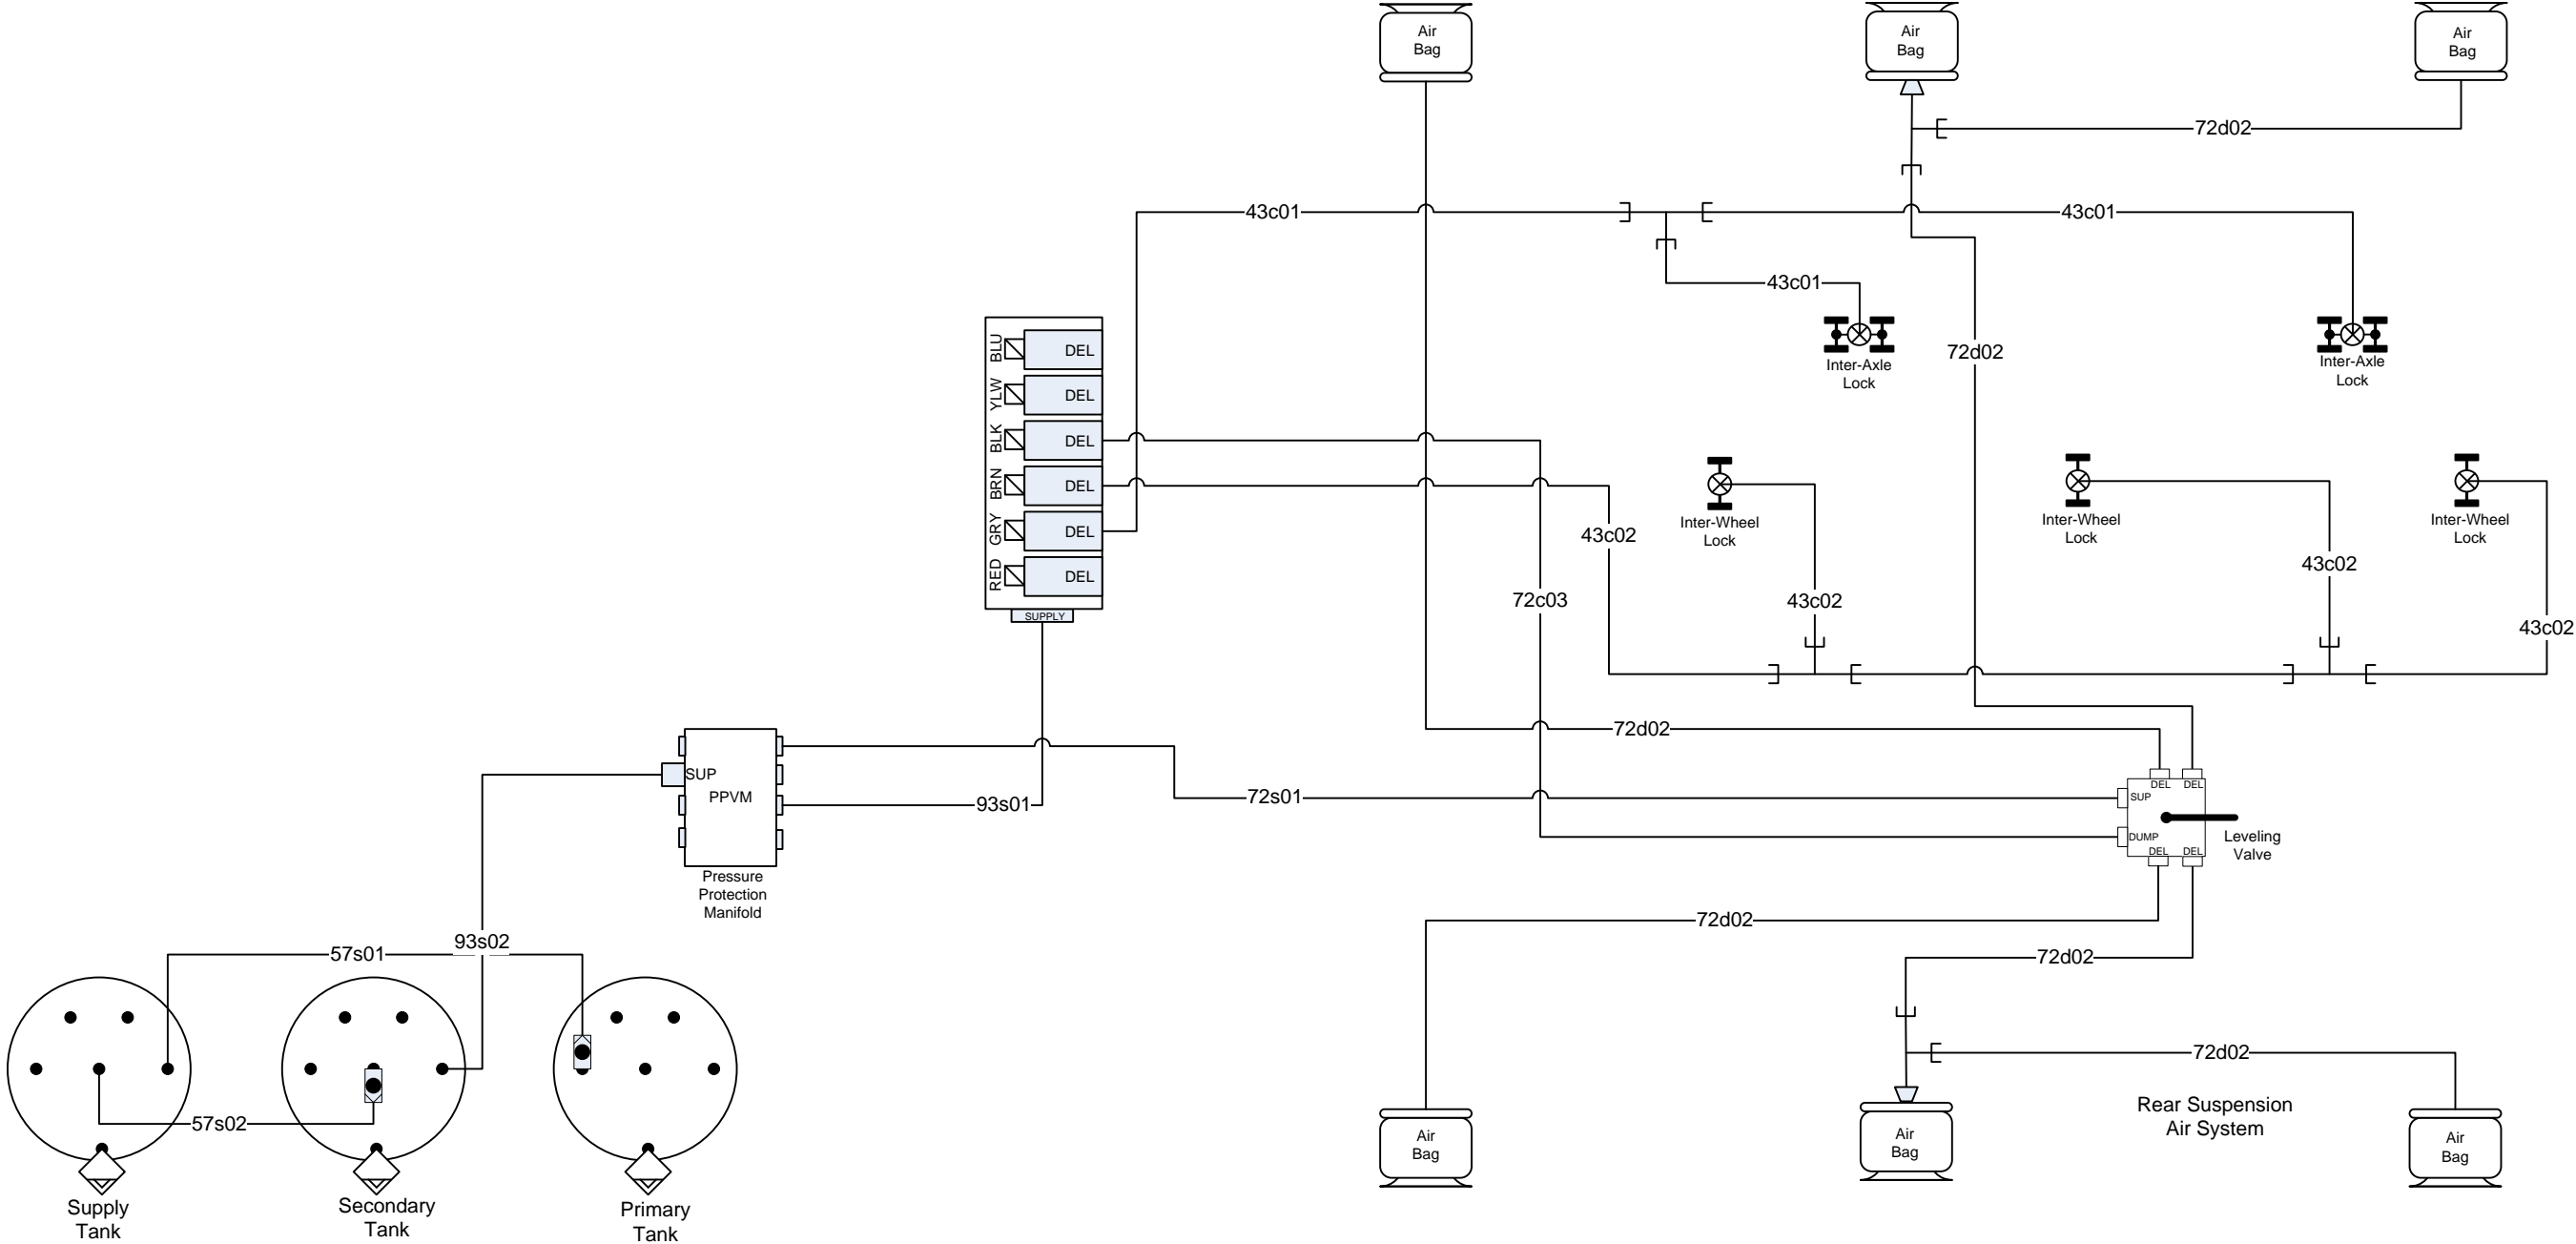 Air
Bag
Air
Bag
Air
Bag
72d02
43c01
43c01
43c01
Inter-Axle
Lock
Inter-Axle
Lock
72d02
BLU
DEL
YLW
DEL
BLK
DEL
BRN
DEL
GRY
DEL
RED
DEL
SUPPLY
Inter-Wheel
Lock
Inter-Wheel
Lock
Inter-Wheel
Lock
43c02
43c02
72c03
43c02
43c02
72d02
SUP
PPVM
93s01
72s01
Pressure
Protection
Manifold
DEL
DEL
SUP
DUMP
DEL
DEL
Leveling
Valve
72d02
72d02
57s01
93s02
57s02
72d02
Rear Suspension
Air System
Air
Bag
Air
Bag
Air
Bag
Supply
Tank
Secondary
Tank
Primary
Tank